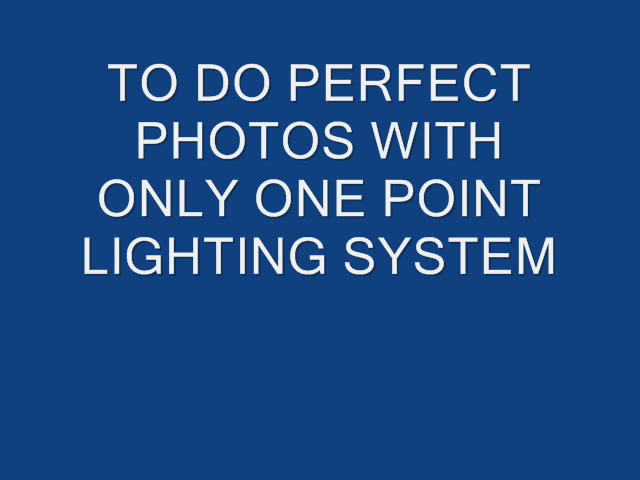 TO DO PERFECT
PHOTOS WITH
ONLY ONE POINT
LIGHTING SYSTEM